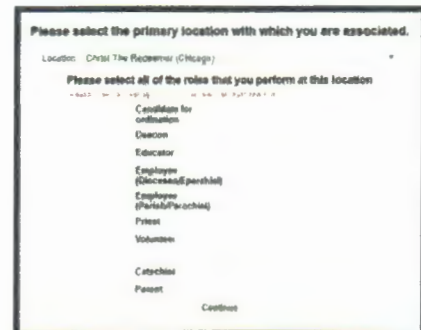 Please select the primary location with which you are associated.
Location Christ The Redeemer (Chicago)
Please select all of the roles that you perform at this location
Candidate for
ordination
Deacon
Educator
Employee
(Diocesan/Eparchial)
Employee
(Parish/Parochial)
Priest
Volunteer
Catechist
Parent
Continue